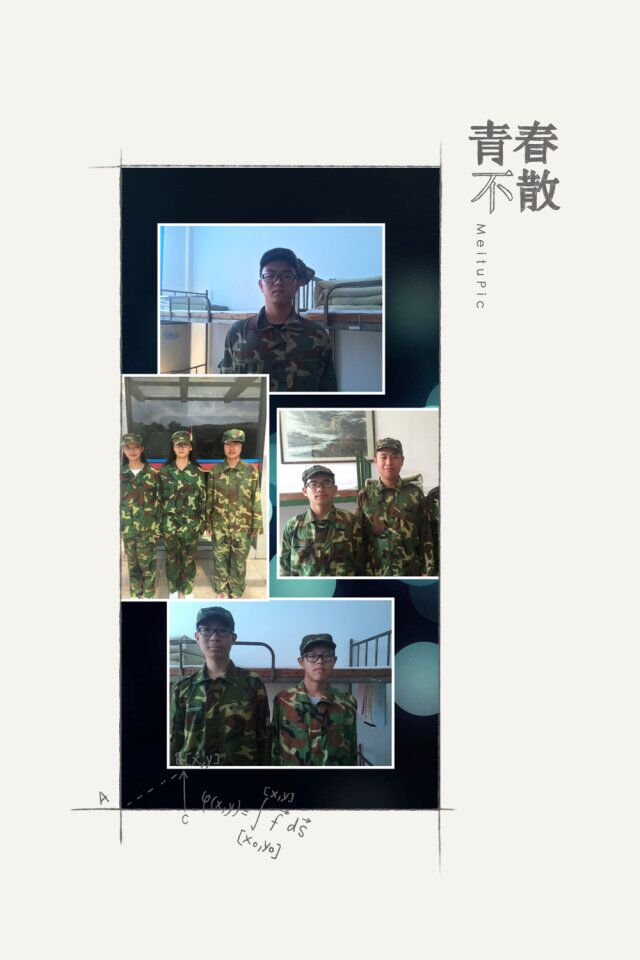 青春
不散
MeituPic
B[x,y]
A
C
φ(x,y)=∫
[x,y]
f⃗ ds⃗
[x₀,y₀]